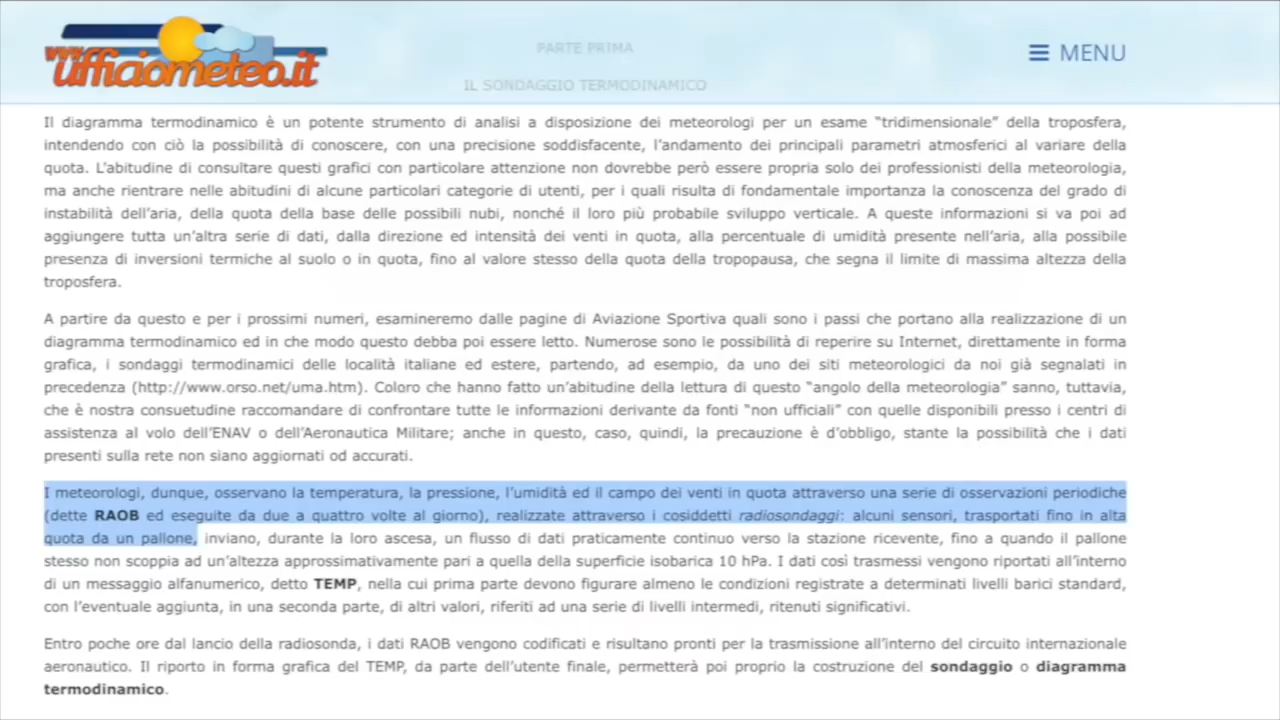 www.ufficiometeo.it
PARTE PRIMA
MENU
IL SONDAGGIO TERMODINAMICO
Il diagramma termodinamico è un potente strumento di analisi a disposizione dei meteorologi per un esame “tridimensionale” della troposfera,
intendendo con ciò la possibilità di conoscere, con una precisione soddisfacente, l’andamento dei principali parametri atmosferici al variare della
quota. L’abitudine di consultare questi grafici con particolare attenzione non dovrebbe però essere propria solo dei professionisti della meteorologia,
ma anche rientrare nelle abitudini di alcune particolari categorie di utenti, per i quali risulta di fondamentale importanza la conoscenza del grado di
instabilità dell’aria, della quota della base delle possibili nubi, nonché il loro più probabile sviluppo verticale. A queste informazioni si va poi ad
aggiungere tutta un’altra serie di dati, dalla direzione ed intensità dei venti in quota, alla percentuale di umidità presente nell’aria, alla possibile
presenza di inversioni termiche al suolo o in quota, fino al valore stesso della quota della tropopausa, che segna il limite di massima altezza della
troposfera.
A partire da questo e per i prossimi numeri, esamineremo dalle pagine di Aviazione Sportiva quali sono i passi che portano alla realizzazione di un
diagramma termodinamico ed in che modo questo debba poi essere letto. Numerose sono le possibilità di reperire su Internet, direttamente in forma
grafica, i sondaggi termodinamici delle località italiane ed estere, partendo, ad esempio, da uno dei siti meteorologici da noi già segnalati in
precedenza (http://www.orso.net/uma.htm). Coloro che hanno fatto un’abitudine della lettura di questo “angolo della meteorologia” sanno, tuttavia,
che è nostra consuetudine raccomandare di confrontare tutte le informazioni derivante da fonti “non ufficiali” con quelle disponibili presso i centri di
assistenza al volo dell’ENAV o dell’Aeronautica Militare; anche in questo, caso, quindi, la precauzione è d’obbligo, stante la possibilità che i dati
presenti sulla rete non siano aggiornati od accurati.
I meteorologi, dunque, osservano la temperatura, la pressione, l’umidità ed il campo dei venti in quota attraverso una serie di osservazioni periodiche
(dette RAOB ed eseguite da due a quattro volte al giorno), realizzate attraverso i cosiddetti radiosondaggi: alcuni sensori, trasportati fino in alta
quota da un pallone, inviano, durante la loro ascesa, un flusso di dati praticamente continuo verso la stazione ricevente, fino a quando il pallone
stesso non scoppia ad un’altezza approssimativamente pari a quella della superficie isobarica 10 hPa. I dati così trasmessi vengono riportati all’interno
di un messaggio alfanumerico, detto TEMP, nella cui prima parte devono figurare almeno le condizioni registrate a determinati livelli barici standard,
con l’eventuale aggiunta, in una seconda parte, di altri valori, riferiti ad una serie di livelli intermedi, ritenuti significativi.
Entro poche ore dal lancio della radiosonda, i dati RAOB vengono codificati e risultano pronti per la trasmissione all’interno del circuito internazionale
aeronautico. Il riporto in forma grafica del TEMP, da parte dell’utente finale, permetterà poi proprio la costruzione del sondaggio o diagramma
termodinamico.